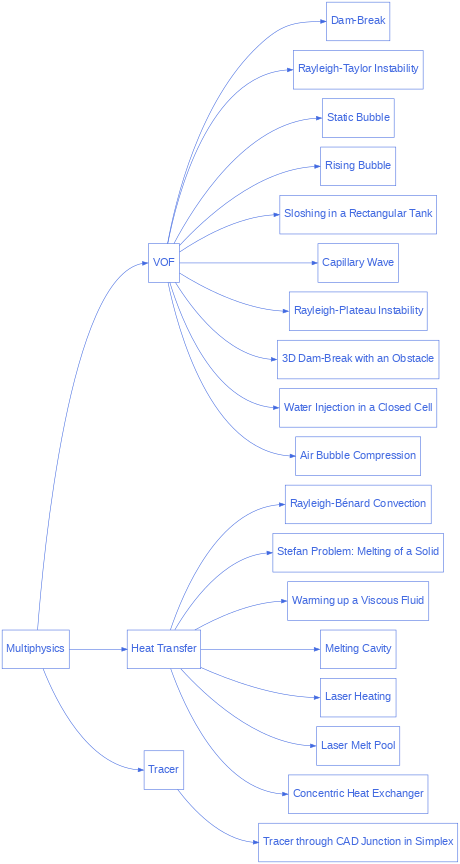 Dam-Break
Rayleigh-Taylor Instability
Static Bubble
Rising Bubble
Sloshing in a Rectangular Tank
VOF
Capillary Wave
Rayleigh-Plateau Instability
3D Dam-Break with an Obstacle
Water Injection in a Closed Cell
Air Bubble Compression
Rayleigh-Bénard Convection
Stefan Problem: Melting of a Solid
Warming up a Viscous Fluid
Multiphysics
Heat Transfer
Melting Cavity
Laser Heating
Laser Melt Pool
Tracer
Concentric Heat Exchanger
Tracer through CAD Junction in Simplex